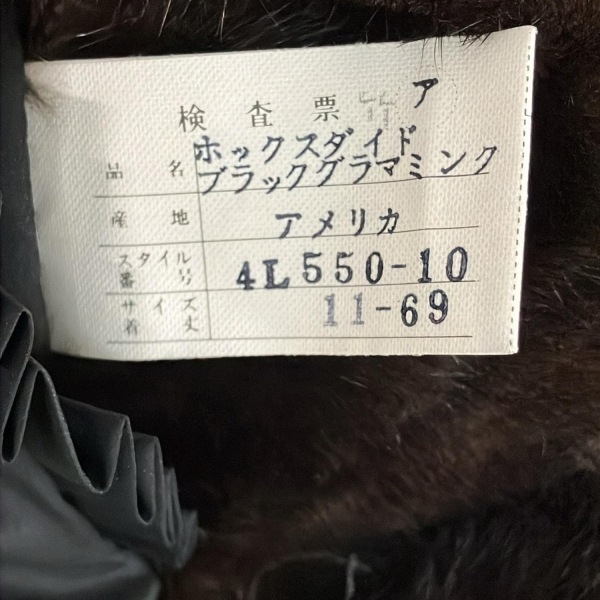 検査票 ア
品名 ホックスダイド
ブラックグラマミンク
産地 アメリカ
スタイル番号 4L550-10
サイズ着丈 11-69